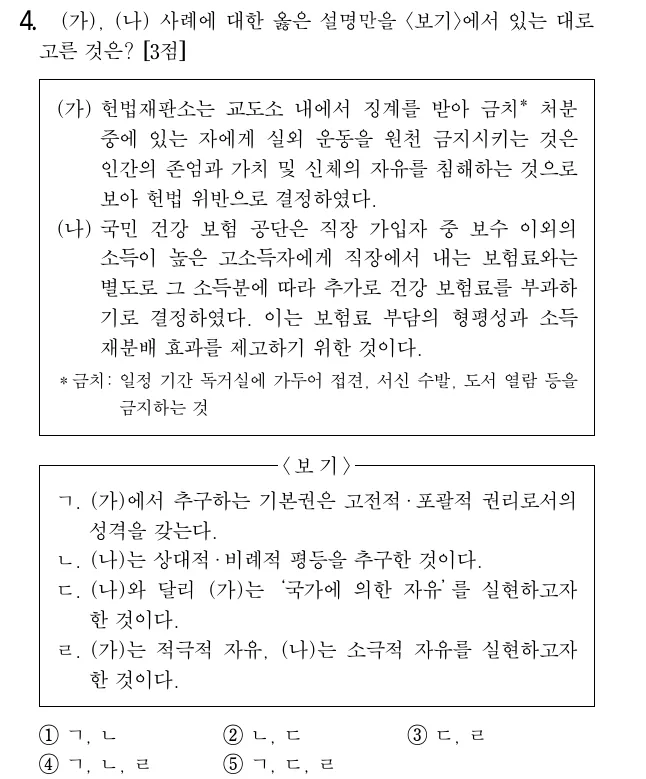 4. (가), (나) 사례에 대한 옳은 설명만을 〈보기〉에서 있는 대로
고른 것은? [3점]
(가) 헌법재판소는 교도소 내에서 징계를 받아 금치* 처분
중에 있는 자에게 실외 운동을 원천 금지시키는 것은
인간의 존엄과 가치 및 신체의 자유를 침해하는 것으로
보아 헌법 위반으로 결정하였다.
(나) 국민 건강 보험 공단은 직장 가입자 중 보수 이외의
소득이 높은 고소득자에게 직장에서 내는 보험료와는
별도로 그 소득분에 따라 추가로 건강 보험료를 부과하
기로 결정하였다. 이는 보험료 부담의 형평성과 소득
재분배 효과를 제고하기 위한 것이다.
* 금치: 일정 기간 독거실에 가두어 접견, 서신 수발, 도서 열람 등을
금지하는 것
〈보 기〉
ㄱ. (가)에서 추구하는 기본권은 고전적·포괄적 권리로서의
성격을 갖는다.
ㄴ. (나)는 상대적·비례적 평등을 추구한 것이다.
ㄷ. (나)와 달리 (가)는 ‘국가에 의한 자유’를 실현하고자
한 것이다.
ㄹ. (가)는 적극적 자유, (나)는 소극적 자유를 실현하고자
한 것이다.
① ㄱ, ㄴ ② ㄴ, ㄷ ③ ㄷ, ㄹ
④ ㄱ, ㄴ, ㄹ ⑤ ㄱ, ㄷ, ㄹ